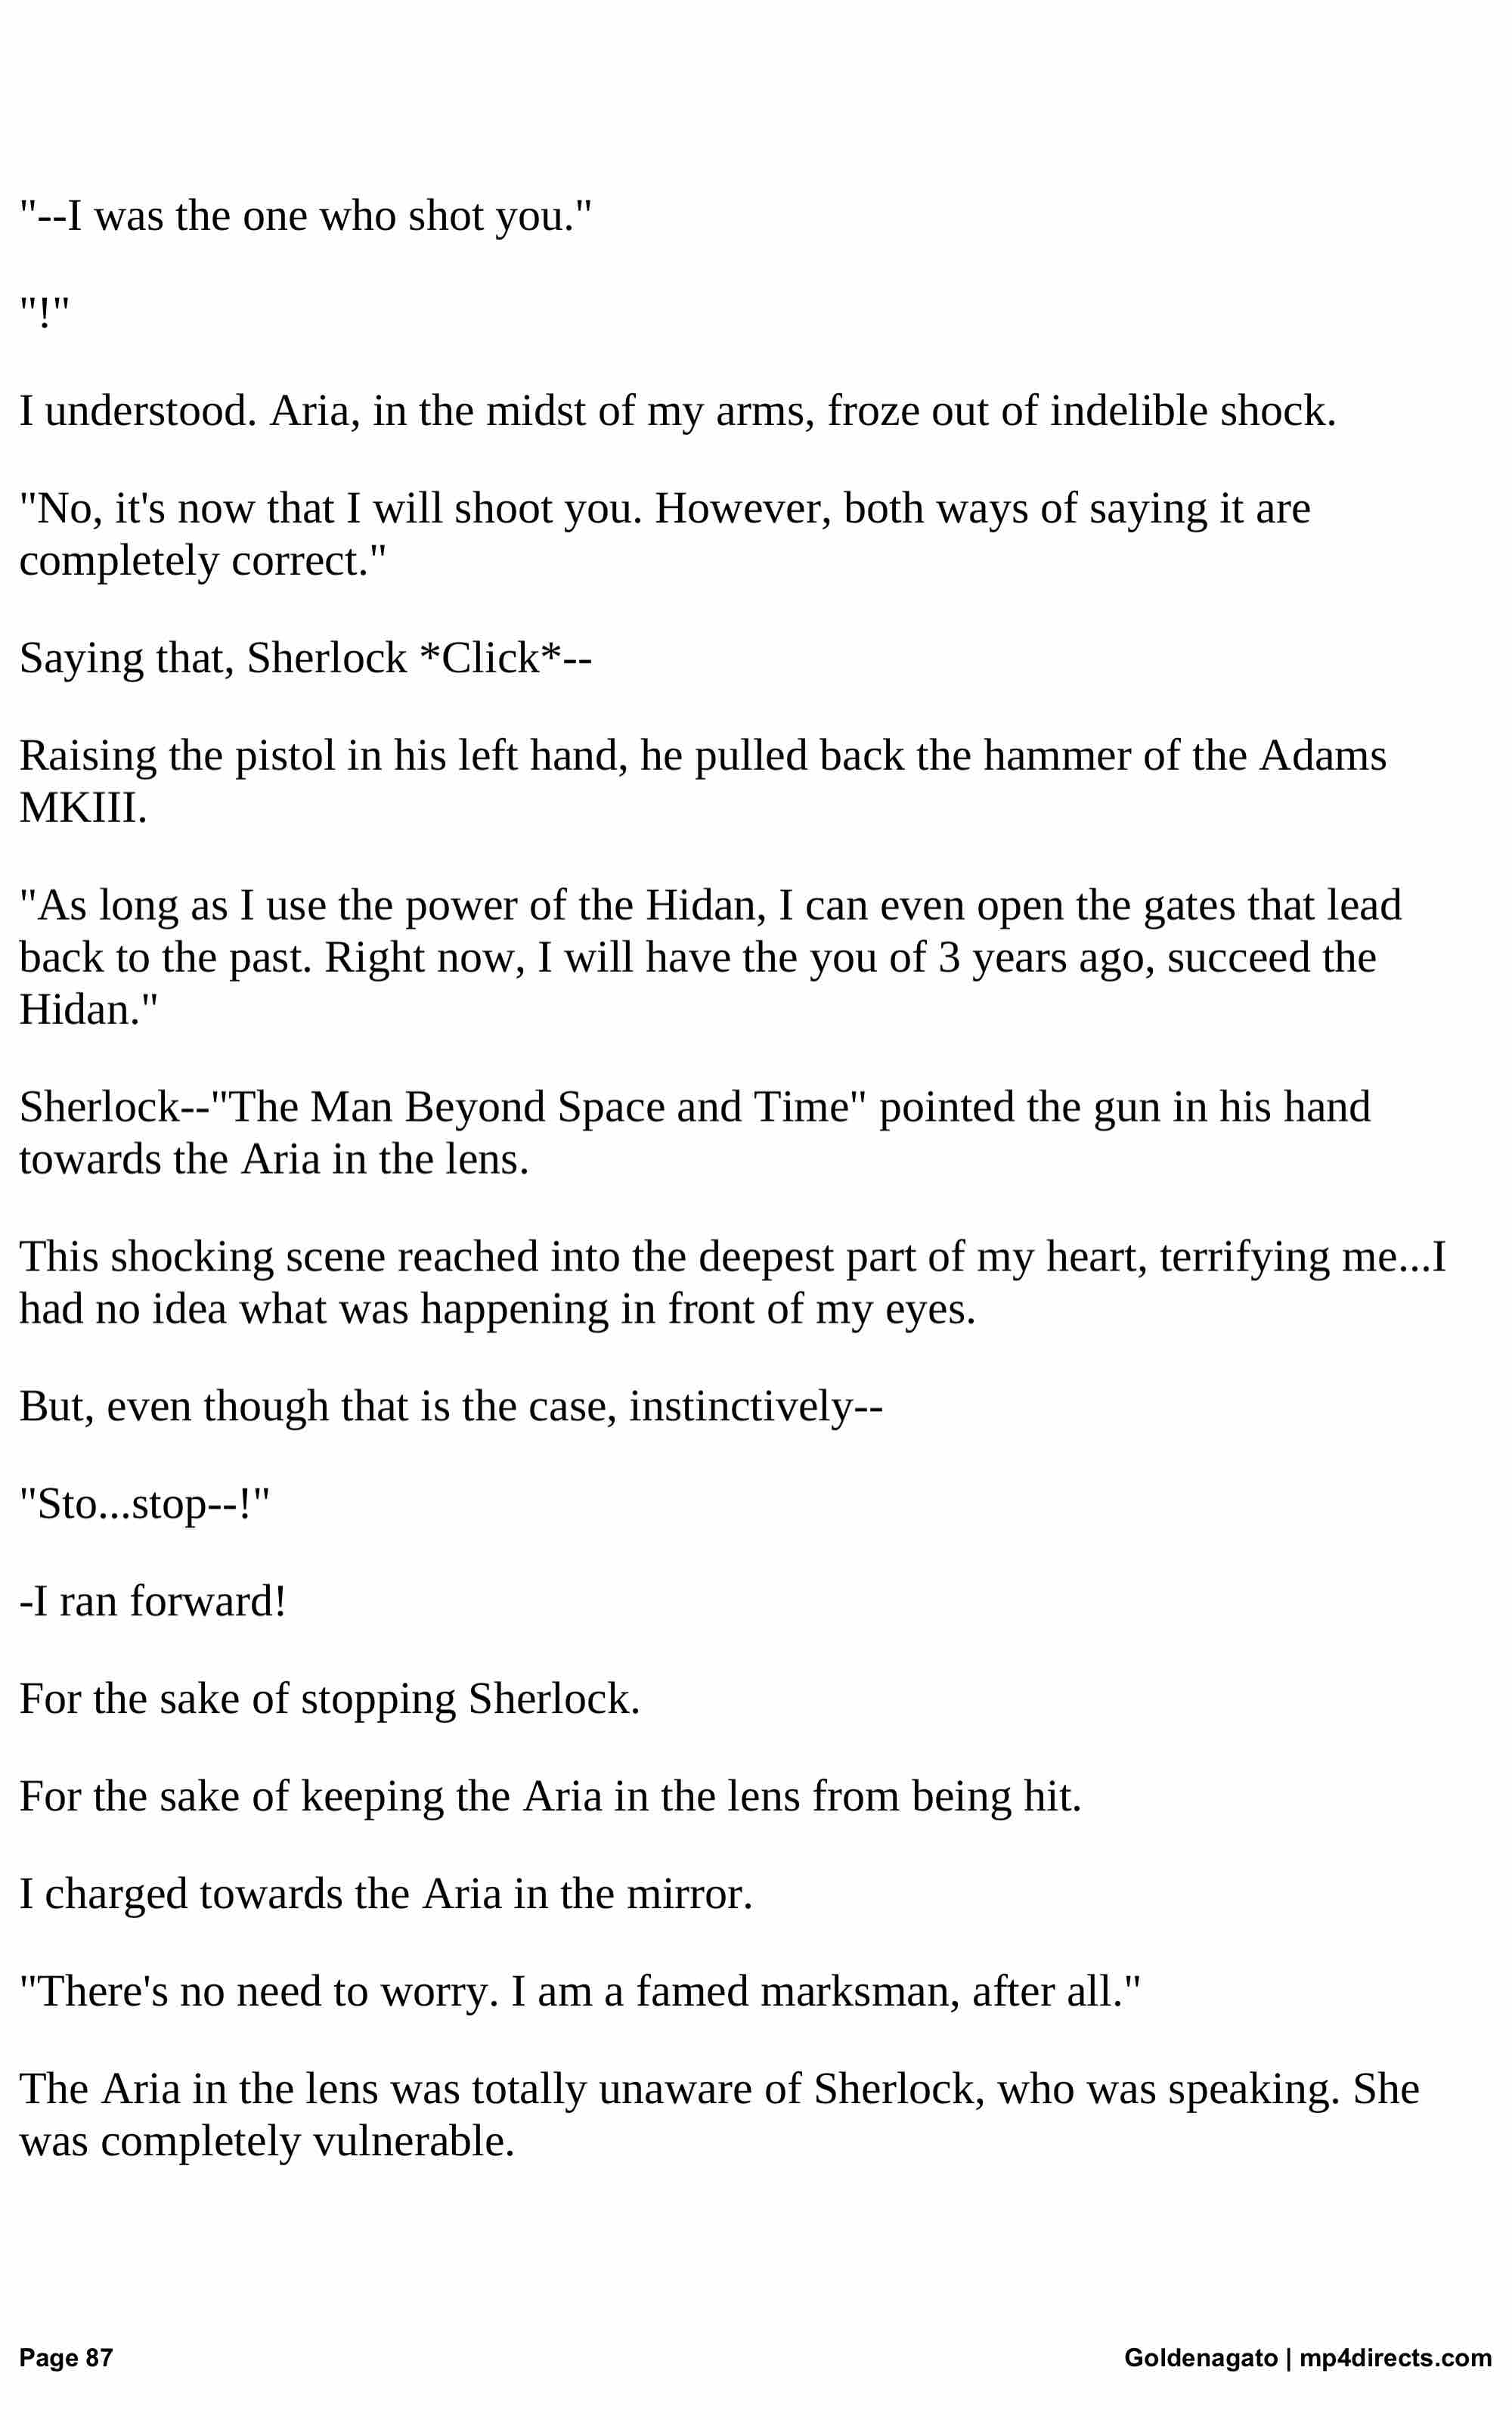 "--I was the one who shot you."
"!"
I understood. Aria, in the midst of my arms, froze out of indelible shock.
"No, it's now that I will shoot you. However, both ways of saying it are
completely correct."
Saying that, Sherlock *Click*--
Raising the pistol in his left hand, he pulled back the hammer of the Adams
MKIII.
"As long as I use the power of the Hidan, I can even open the gates that lead
back to the past. Right now, I will have the you of 3 years ago, succeed the
Hidan."
Sherlock--"The Man Beyond Space and Time" pointed the gun in his hand
towards the Aria in the lens.
This shocking scene reached into the deepest part of my heart, terrifying me...I
had no idea what was happening in front of my eyes.
But, even though that is the case, instinctively--
"Sto...stop--!"
-I ran forward!
For the sake of stopping Sherlock.
For the sake of keeping the Aria in the lens from being hit.
I charged towards the Aria in the mirror.
"There's no need to worry. I am a famed marksman, after all."
The Aria in the lens was totally unaware of Sherlock, who was speaking. She
was completely vulnerable.
Page 87
Goldenagato | mp4directs.com